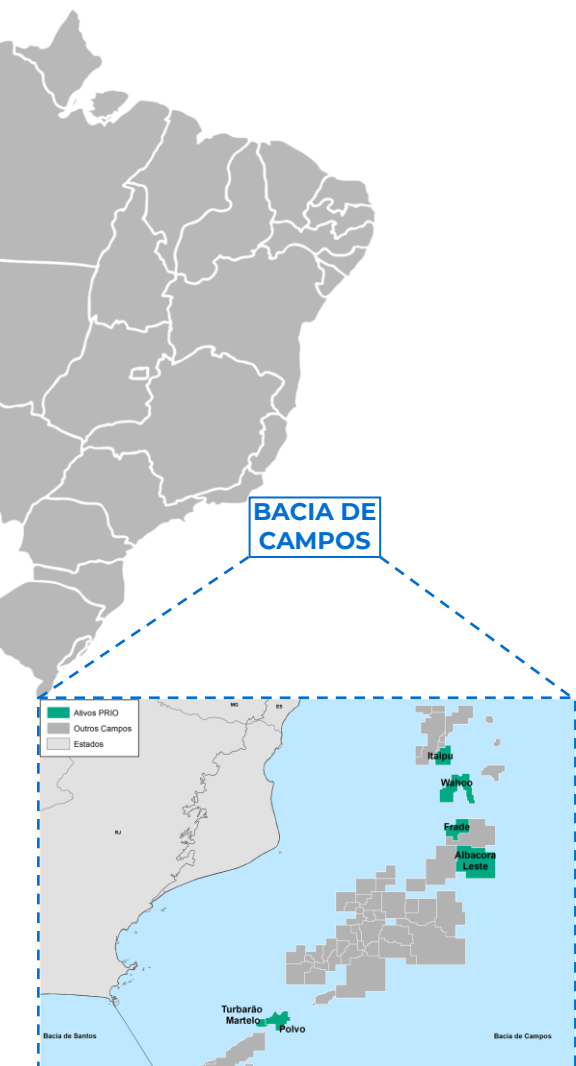 BACIA DE
CAMPOS
Ativos PRIO
Outros Campos
Estados
MG
ES
RJ
Itaipu
Wahoo
Frade
Albacora
Leste
Turbarão
Martelo
Polvo
Bacia de Santos
Bacia de Campos